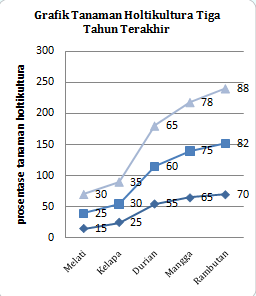 Grafik Tanaman Holtikultura Tiga
Tahun Terakhir
prosentase tanaman holtikultura
300
250
200
150
100
50
0
30
35
65
78
88
25
30
60
75
82
15
25
55
65
70
Melati
Kelapa
Durian
Mangga
Rambutan